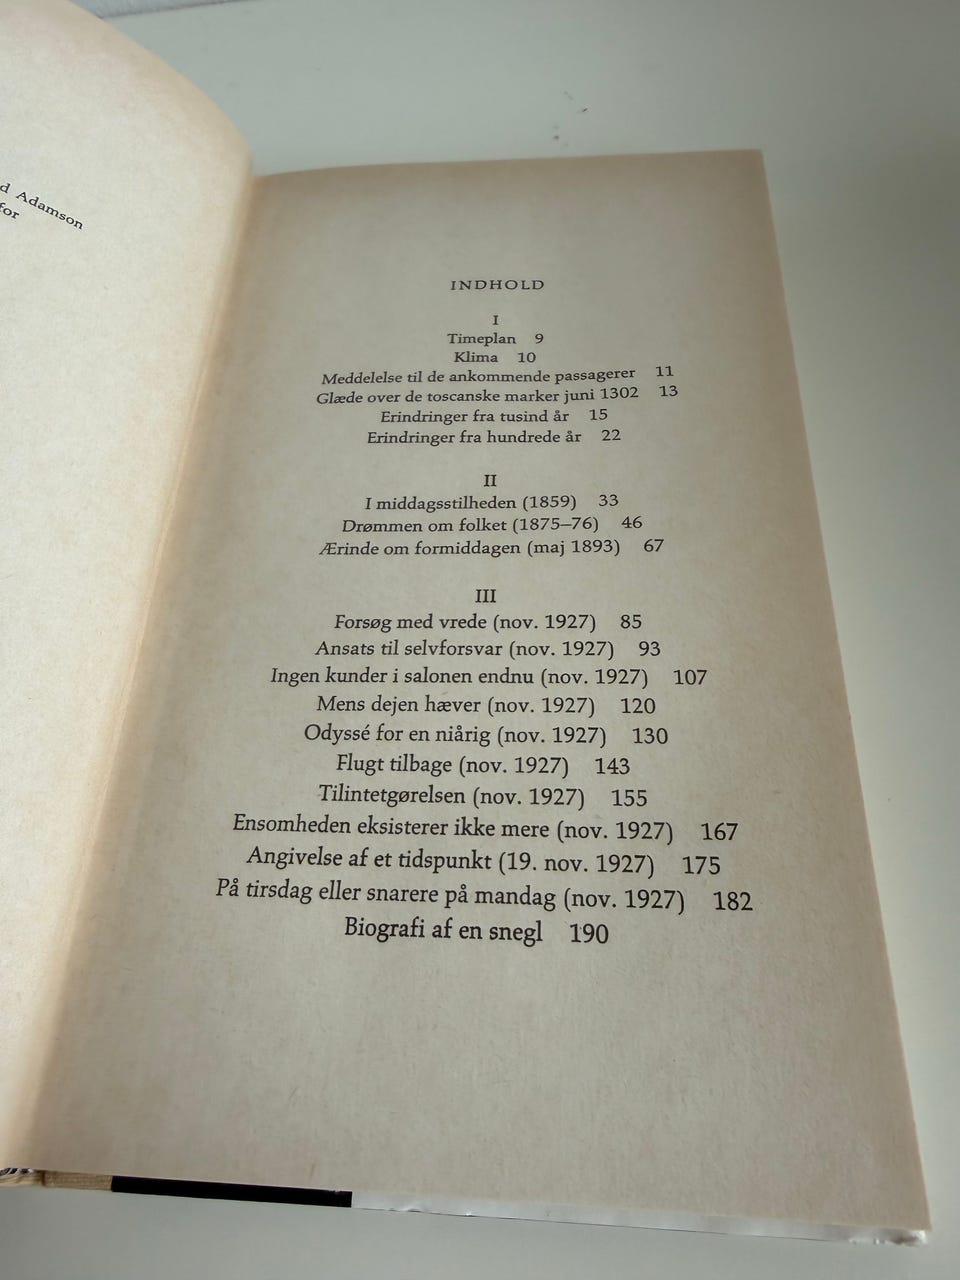 d Adamson
for
INDHOLD
I
Timeplan 9
Klima 10
Meddelelse til de ankommende passagerer 11
Glæde over de toscanske marker juni 1302 13
Erindringer fra tusind år 15
Erindringer fra hundrede år 22
II
I middagsstilheden (1859) 33
Drømmen om folket (1875–76) 46
Ærinde om formiddagen (maj 1893) 67
III
Forsøg med vrede (nov. 1927) 85
Ansats til selvforsvar (nov. 1927) 93
Ingen kunder i salonen endnu (nov. 1927) 107
Mens dejen hæver (nov. 1927) 120
Odyssé for en niårig (nov. 1927) 130
Flugt tilbage (nov. 1927) 143
Tilintetgørelsen (nov. 1927) 155
Ensomheden eksisterer ikke mere (nov. 1927) 167
Angivelse af et tidspunkt (19. nov. 1927) 175
På tirsdag eller snarere på mandag (nov. 1927) 182
Biografi af en snegl 190